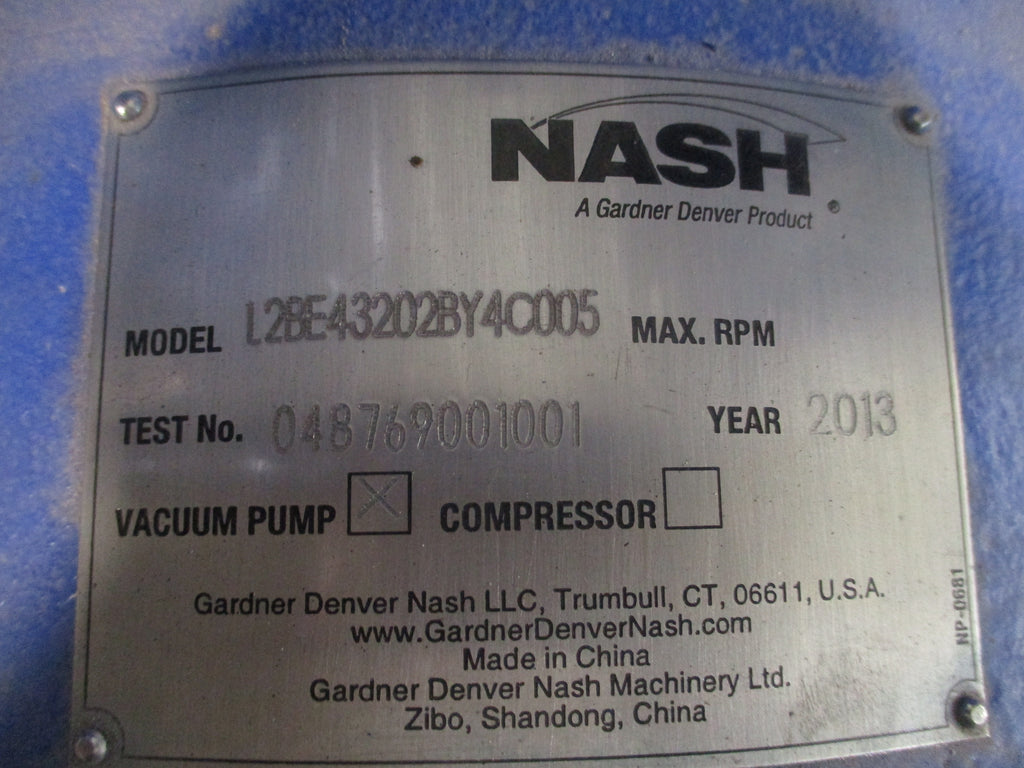 NASH
A Gardner Denver Product ®
MODEL L2BE43202BY4C005 MAX. RPM
TEST No. 048769001001 YEAR 2013
VACUUM PUMP X COMPRESSOR
Gardner Denver Nash LLC, Trumbull, CT, 06611, U.S.A.
www.GardnerDenverNash.com
Made in China
Gardner Denver Nash Machinery Ltd.
Zibo, Shandong, China
NP-0681